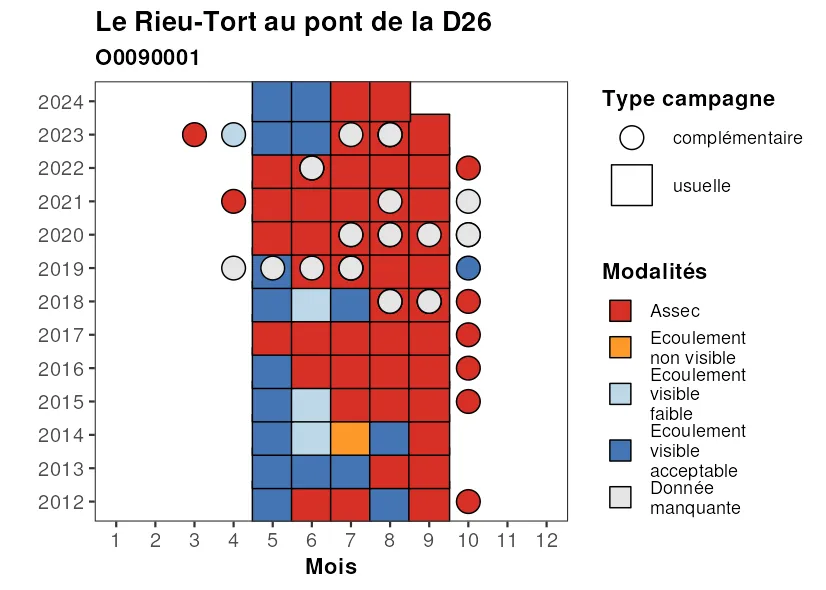 Le Rieu-Tort au pont de la D26
O0090001
2024
2023
2022
2021
2020
2019
2018
2017
2016
2015
2014
2013
2012
1 2 3 4 5 6 7 8 9 10 11 12
Mois
Type campagne
complémentaire
usuelle
Modalités
Assec
Ecoulement
non visible
Ecoulement
visible
faible
Ecoulement
visible
acceptable
Donnée
manquante